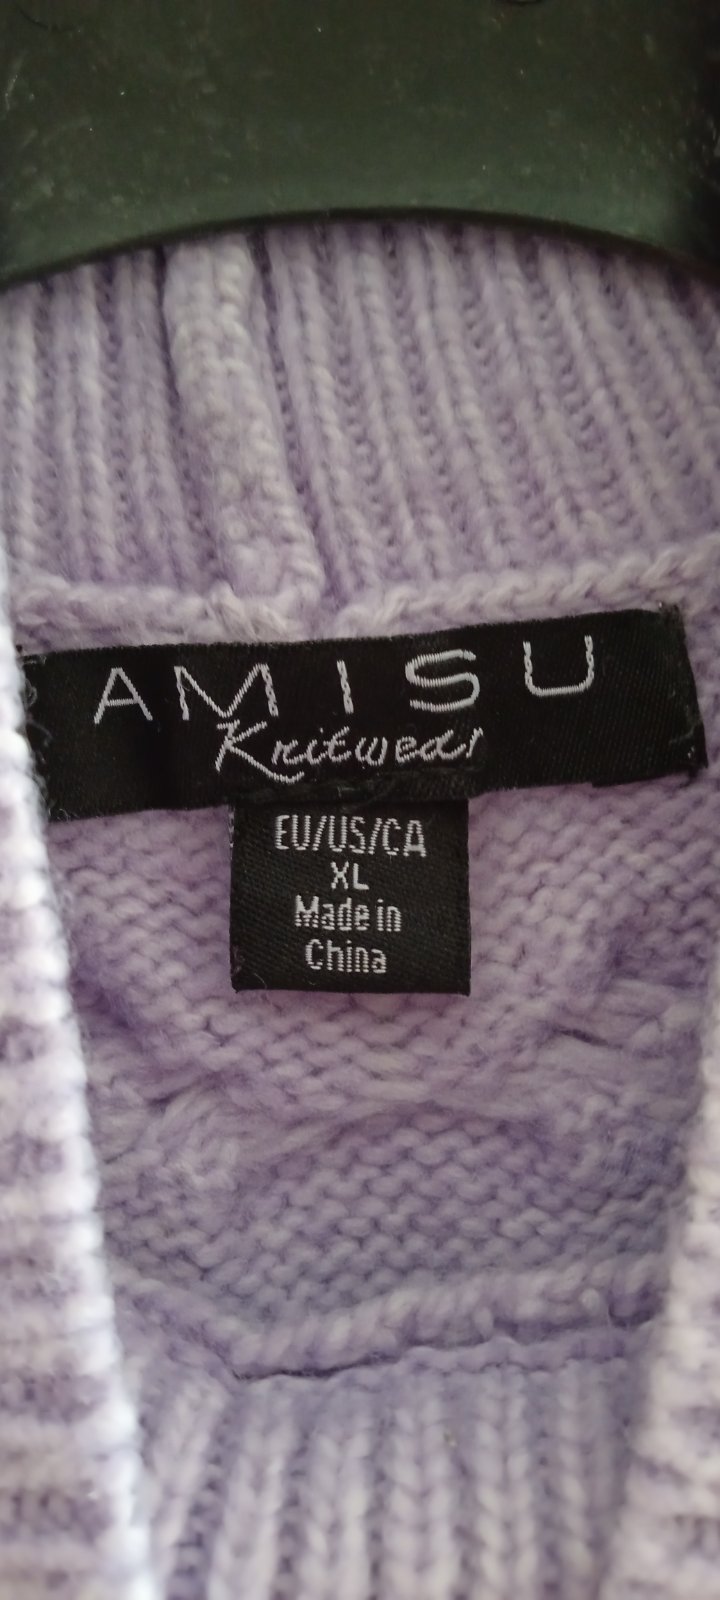 AMISU
Knitwear
EU/US/CA
XL
Made in
China